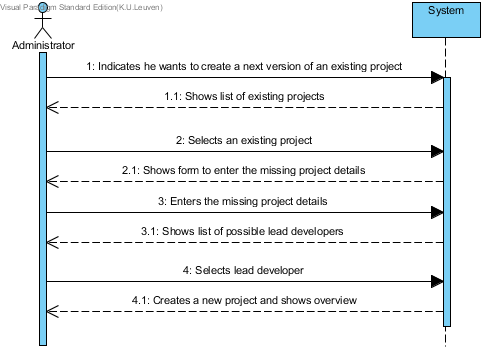 Visual Paradigm Standard Edition(K.U.Leuven)
System
Administrator
1: Indicates he wants to create a next version of an existing project
1.1: Shows list of existing projects
2: Selects an existing project
2.1: Shows form to enter the missing project details
3: Enters the missing project details
3.1: Shows list of possible lead developers
4: Selects lead developer
4.1: Creates a new project and shows overview